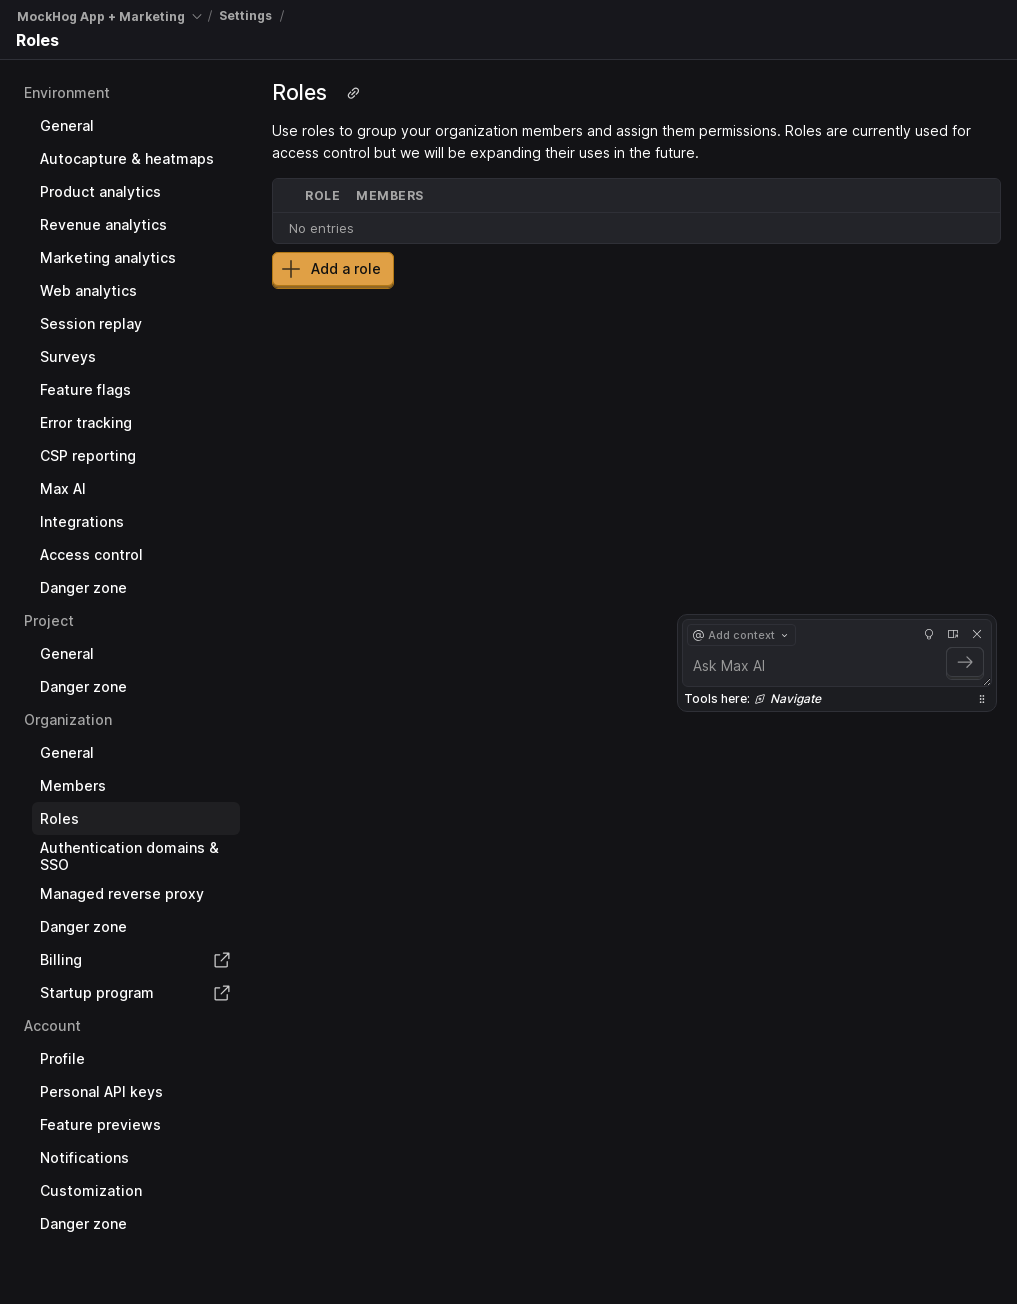 MockHog App + Marketing / Settings /
Roles
Environment
General
Autocapture & heatmaps
Product analytics
Revenue analytics
Marketing analytics
Web analytics
Session replay
Surveys
Feature flags
Error tracking
CSP reporting
Max AI
Integrations
Access control
Danger zone
Project
General
Danger zone
Organization
General
Members
Roles
Authentication domains &
SSO
Managed reverse proxy
Danger zone
Billing
Startup program
Account
Profile
Personal API keys
Feature previews
Notifications
Customization
Danger zone
Roles
Use roles to group your organization members and assign them permissions. Roles are currently used for
access control but we will be expanding their uses in the future.
ROLE MEMBERS
No entries
Add a role
@ Add context
Ask Max AI
Tools here: Navigate